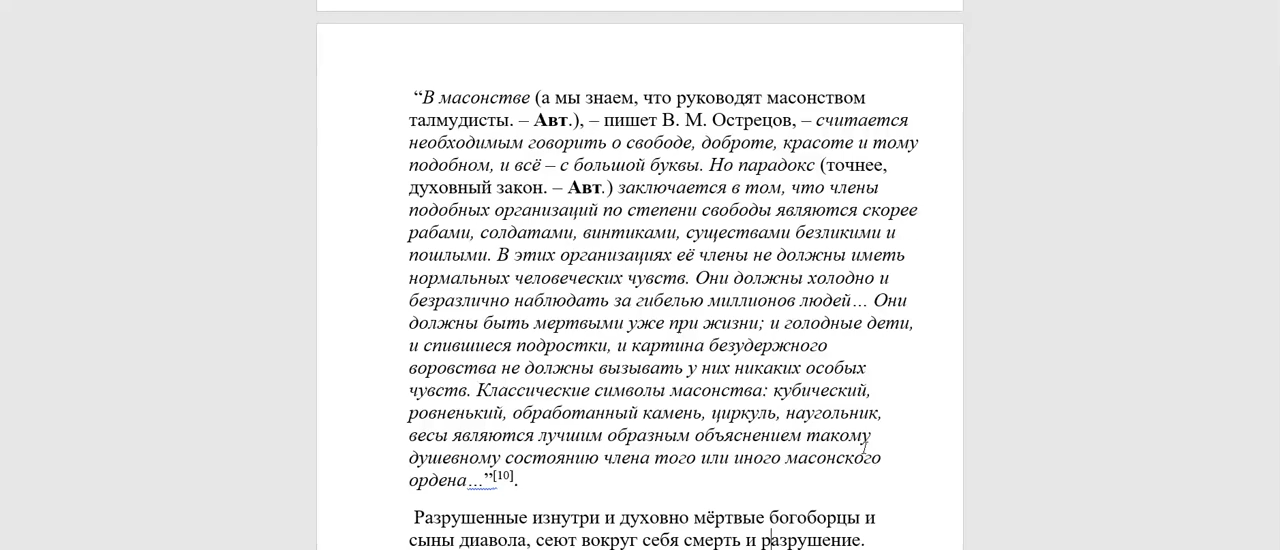 “В масонстве (а мы знаем, что руководят масонством
талмудисты. – Авт.), – пишет В. М. Острецов, – считается
необходимым говорить о свободе, доброте, красоте и тому
подобном, и всё – с большой буквы. Но парадокс (точнее,
духовный закон. – Авт.) заключается в том, что члены
подобных организаций по степени свободы являются скорее
рабами, солдатами, винтиками, существами безликими и
пошлыми. В этих организациях её члены не должны иметь
нормальных человеческих чувств. Они должны холодно и
безразлично наблюдать за гибелью миллионов людей… Они
должны быть мертвыми уже при жизни; и голодные дети,
и спившиеся подростки, и картина безудержного
воровства не должны вызывать у них никаких особых
чувств. Классические символы масонства: кубический,
ровненький, обработанный камень, циркуль, наугольник,
весы являются лучшим образным объяснением такому
душевному состоянию члена того или иного масонского
ордена…”[10].
Разрушенные изнутри и духовно мёртвые богоборцы и
сыны диавола, сеют вокруг себя смерть и разрушение.